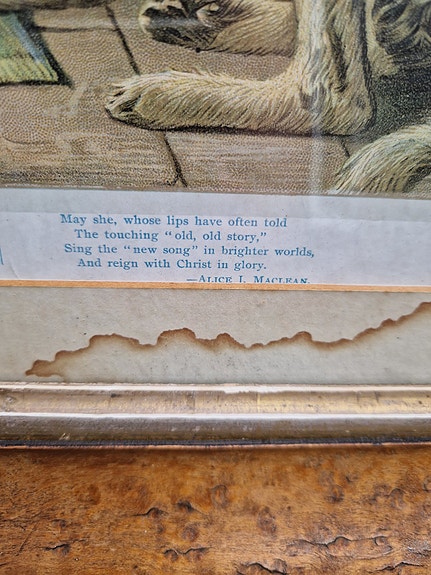 May she, whose lips have often told
The touching "old, old story,"
Sing the "new song" in brighter worlds,
And reign with Christ in glory.
—Alice I. Maclean.